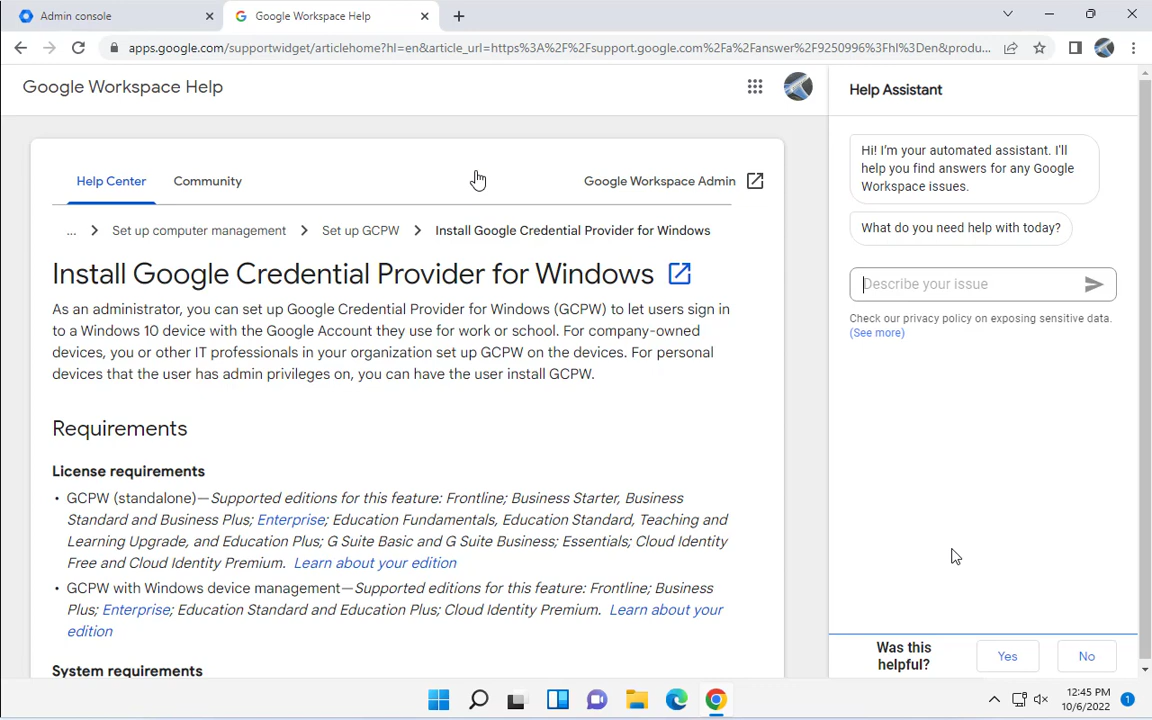 Admin console
Google Workspace Help
apps.google.com/supportwidget/articlehome?hl=en&article_url=https%3A%2F%2Fsupport.google.com%2Fa%2Fanswer%2F9250996%3Fhl%3Den&produ...
Google Workspace Help
Help Center
Community
Google Workspace Admin
...
Set up computer management
Set up GCPW
Install Google Credential Provider for Windows
Install Google Credential Provider for Windows
As an administrator, you can set up Google Credential Provider for Windows (GCPW) to let users sign in
to a Windows 10 device with the Google Account they use for work or school. For company-owned
devices, you or other IT professionals in your organization set up GCPW on the devices. For personal
devices that the user has admin privileges on, you can have the user install GCPW.
Requirements
License requirements
• GCPW (standalone)—Supported editions for this feature: Frontline; Business Starter, Business
Standard and Business Plus; Enterprise; Education Fundamentals, Education Standard, Teaching and
Learning Upgrade, and Education Plus; G Suite Basic and G Suite Business; Essentials; Cloud Identity
Free and Cloud Identity Premium. Learn about your edition
• GCPW with Windows device management—Supported editions for this feature: Frontline; Business
Plus; Enterprise; Education Standard and Education Plus; Cloud Identity Premium. Learn about your
edition
System requirements
Help Assistant
Hi! I'm your automated assistant. I'll
help you find answers for any Google
Workspace issues.
What do you need help with today?
Describe your issue
Check our privacy policy on exposing sensitive data.
(See more)
Was this
helpful?
Yes
No
12:45 PM
10/6/2022
1